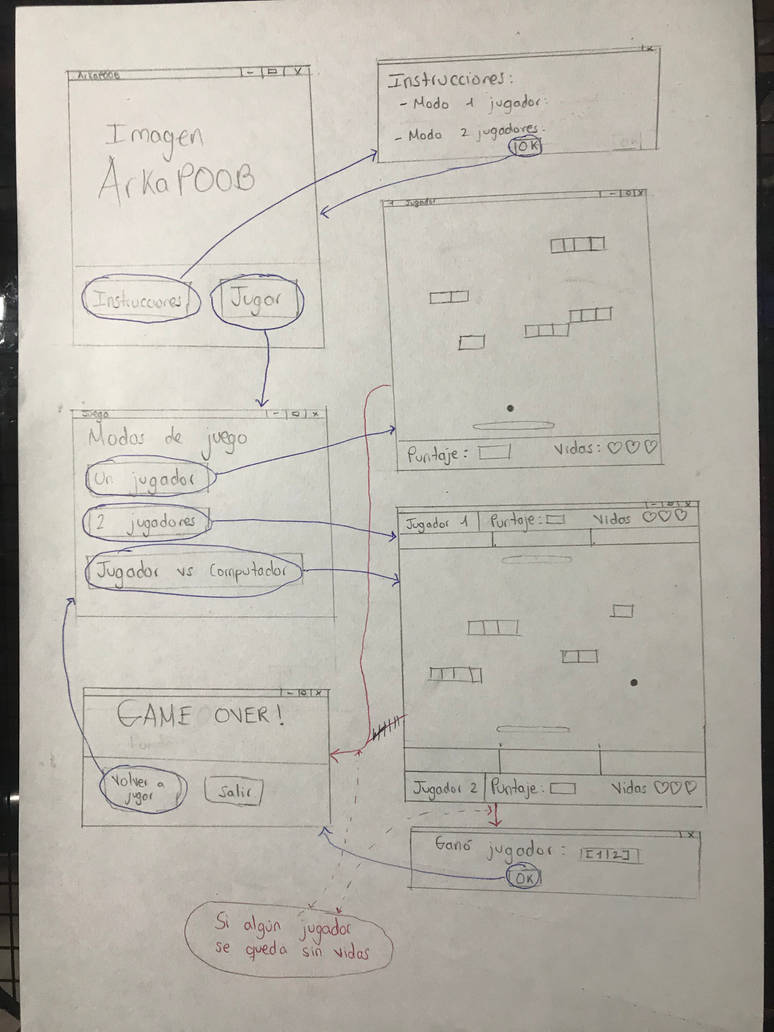 ArkaPOOB
Imagen
ArkaPOOB
Instrucciones
Jugar
x
Instrucciones:
- Modo 1 jugador:
- Modo 2 jugadores:
OK
OK
1 Jugador
Puntaje:
Vidas:
Juego
Modos de juego
Un jugador
2 jugadores
Jugador vs Computador
Jugador 1 Puntaje: Vidas
Jugador 2 Puntaje: Vidas
GAME OVER!
Volver a
jugar
Salir
Ganó jugador: [1|2]
OK
Si algún jugador
se queda sin vidas